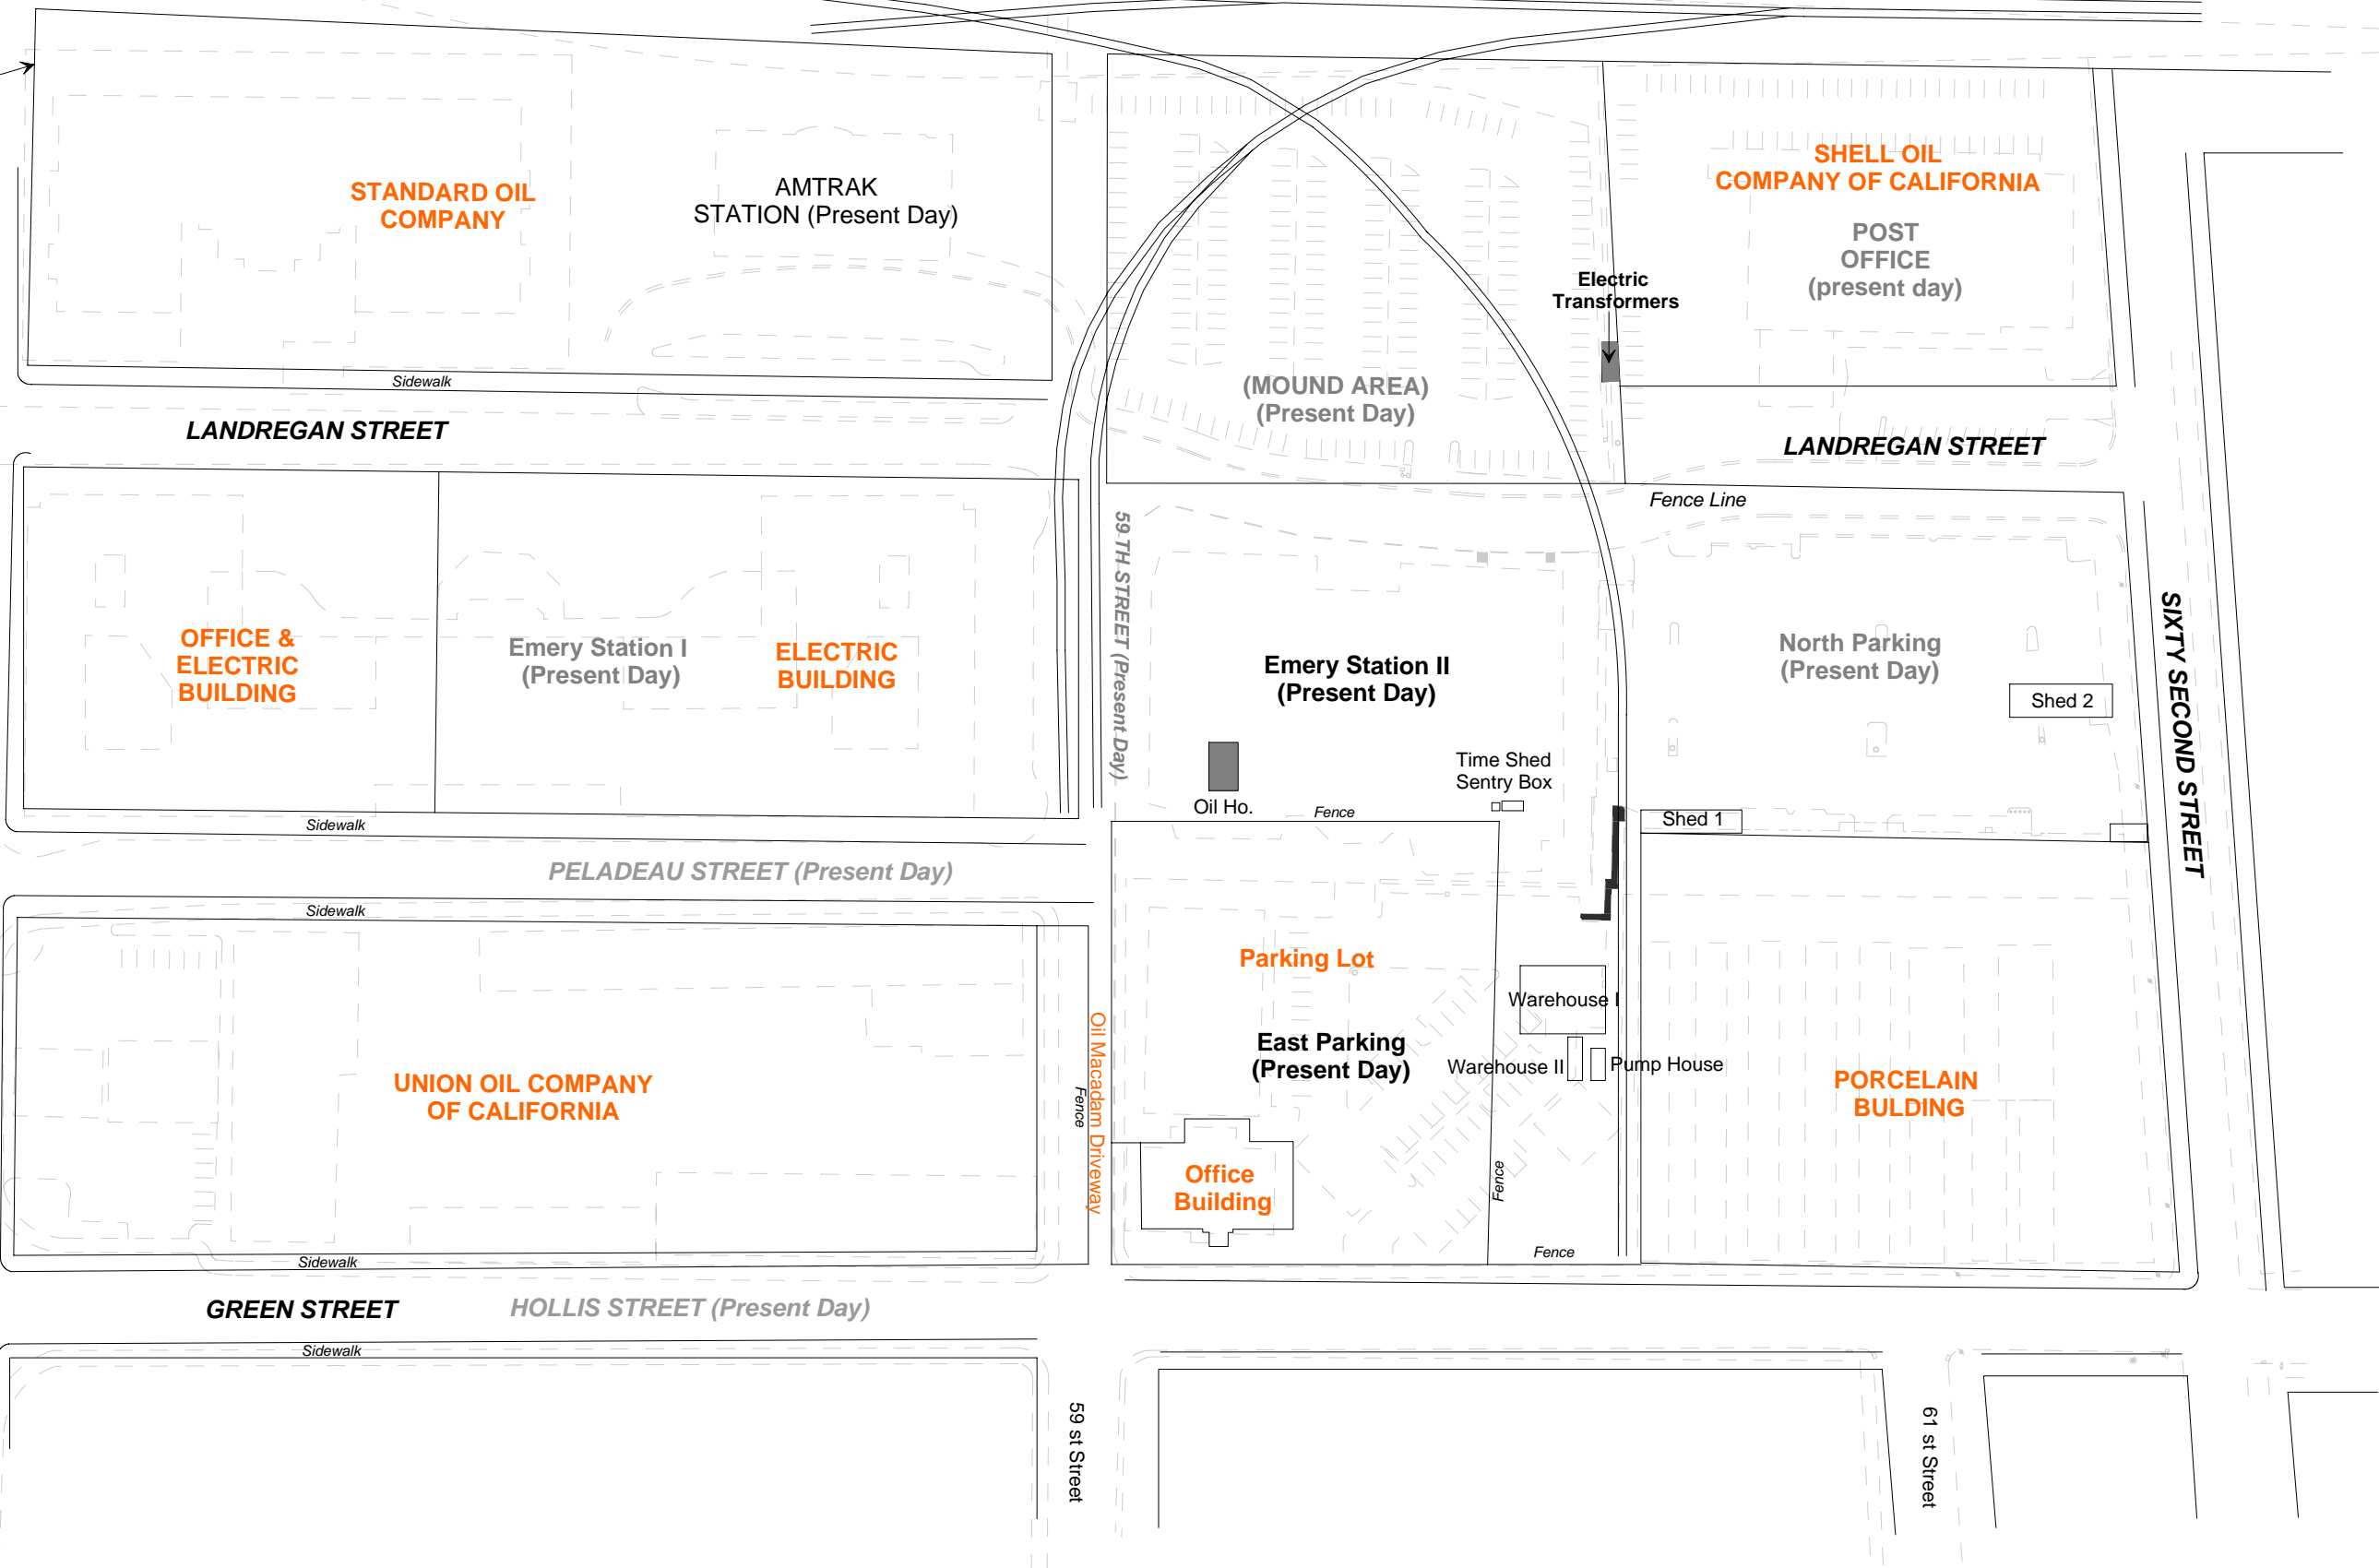 STANDARD OIL
COMPANY
AMTRAK
STATION (Present Day)
SHELL OIL
COMPANY OF CALIFORNIA
POST
OFFICE
(present day)
Electric
Transformers
Sidewalk
(MOUND AREA)
(Present Day)
LANDREGAN STREET
LANDREGAN STREET
Fence Line
59 TH STREET (Present Day)
OFFICE &
ELECTRIC
BUILDING
Emery Station I
(Present Day)
ELECTRIC
BUILDING
Emery Station II
(Present Day)
North Parking
(Present Day)
SIXTY SECOND STREET
Shed 2
Time Shed
Sentry Box
Oil Ho.
Fence
Shed 1
Sidewalk
PELADEAU STREET (Present Day)
Sidewalk
Parking Lot
Warehouse I
East Parking
(Present Day)
Warehouse II
Pump House
UNION OIL COMPANY
OF CALIFORNIA
Fence
Oil Macadam Driveway
PORCELAIN
BULDING
Office
Building
Fence
Fence
Sidewalk
GREEN STREET
HOLLIS STREET (Present Day)
Sidewalk
59 st Street
61 st Street